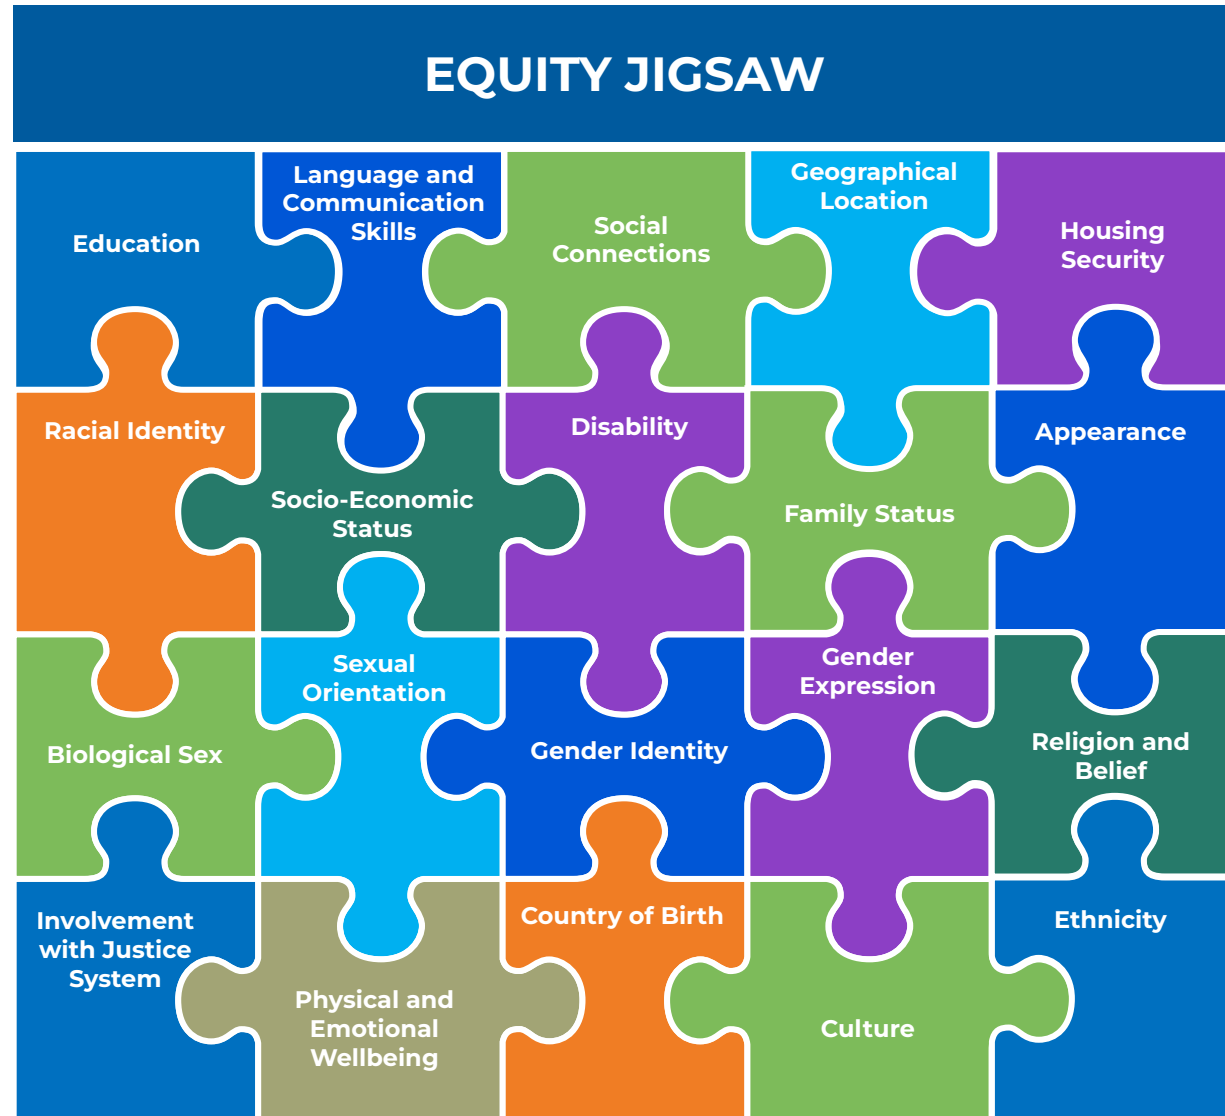 EQUITY JIGSAW
Education
Language and
Communication
Skills
Social
Connections
Geographical
Location
Housing
Security
Racial Identity
Socio-Economic
Status
Disability
Family Status
Appearance
Biological Sex
Sexual
Orientation
Gender Identity
Gender
Expression
Religion and
Belief
Involvement
with Justice
System
Physical and
Emotional
Wellbeing
Country of Birth
Culture
Ethnicity